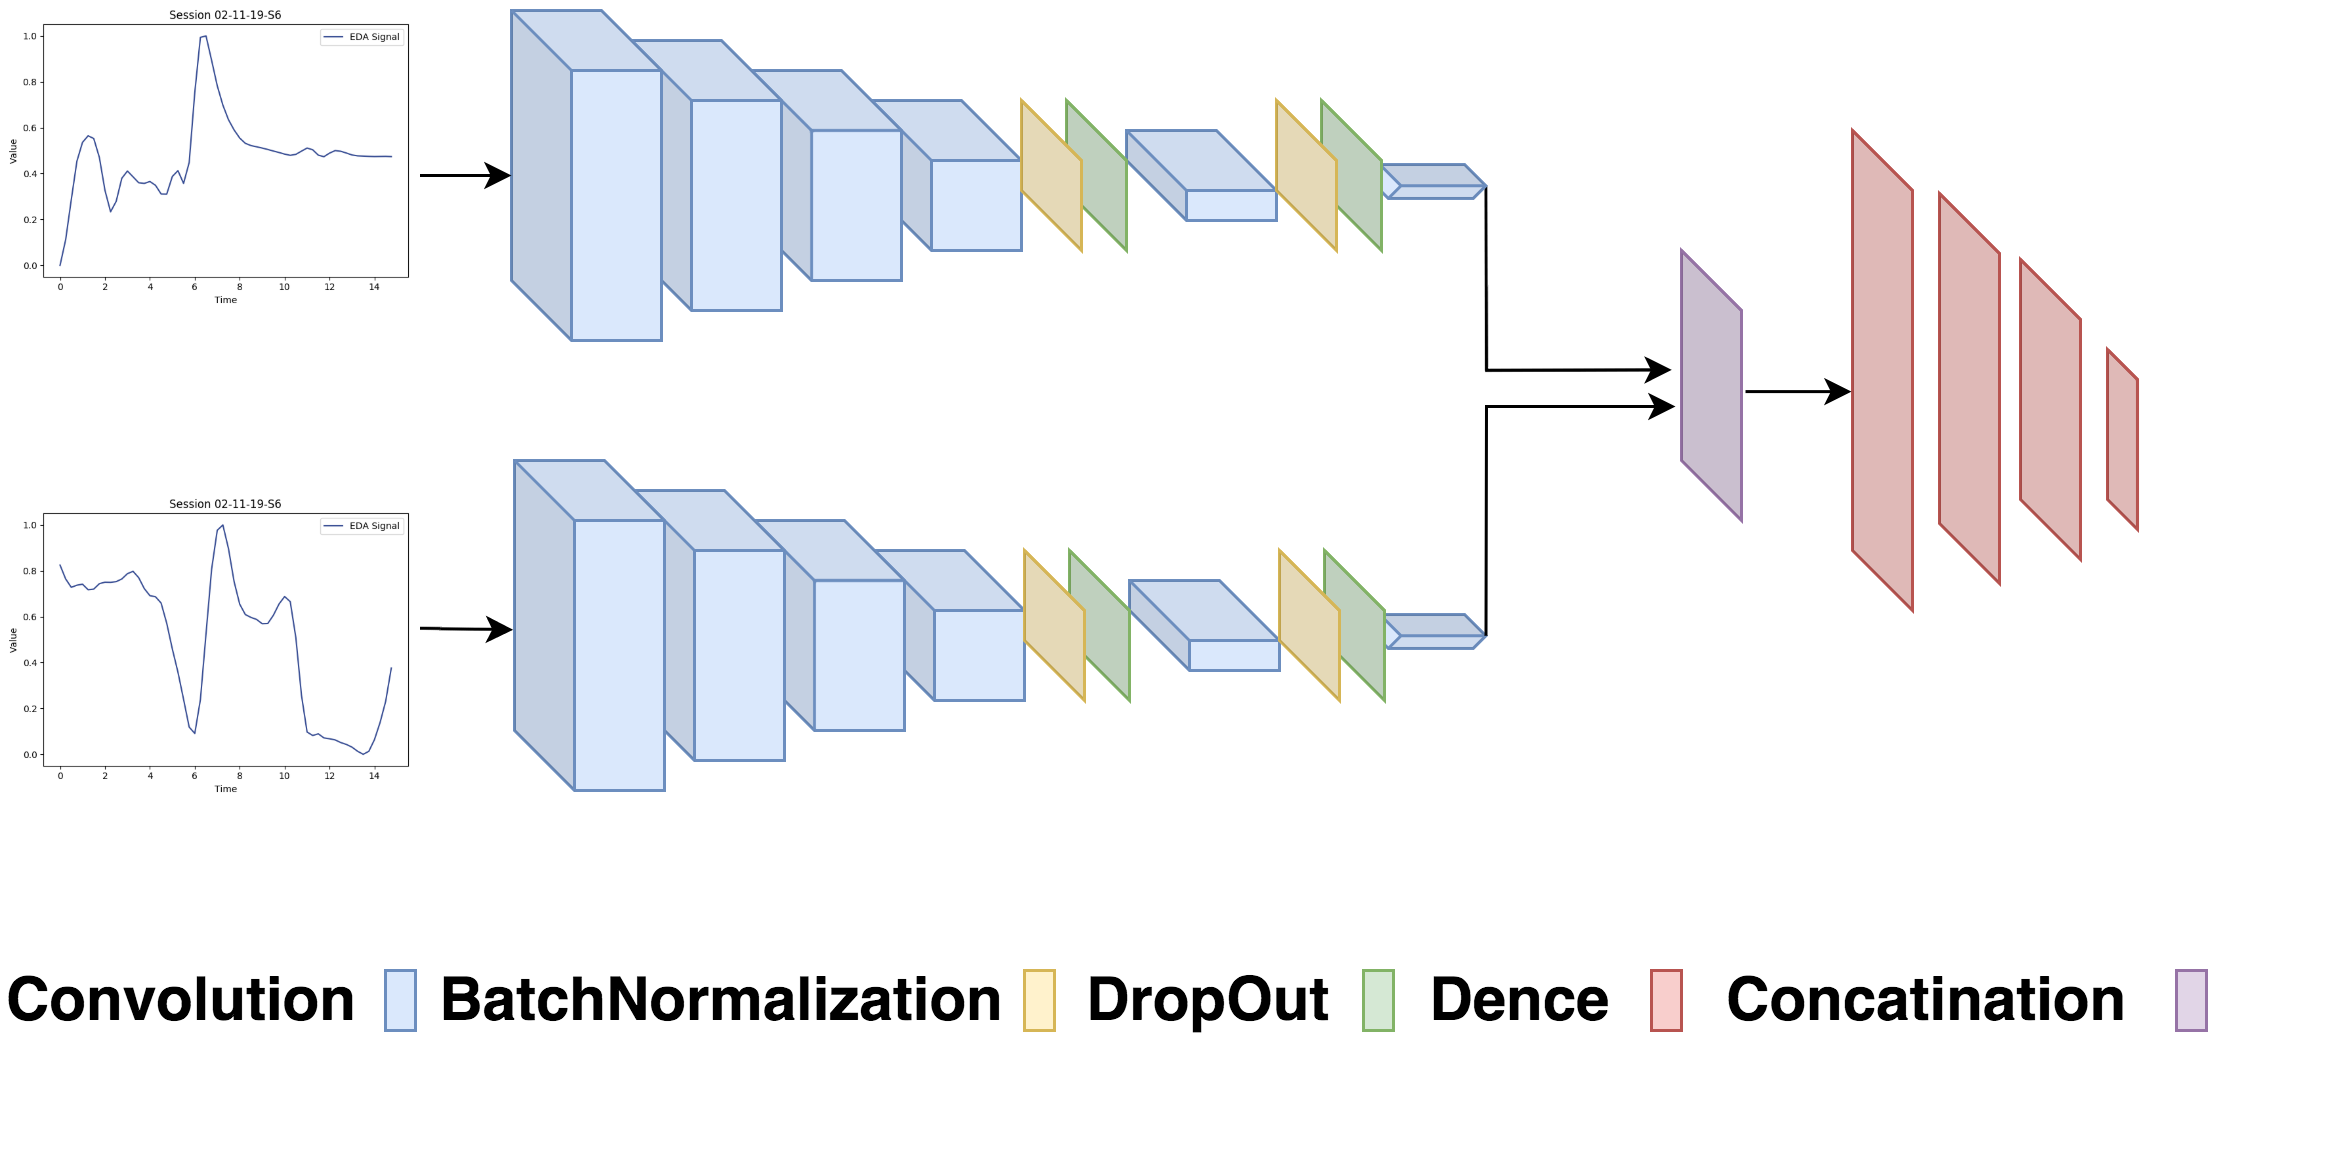 Session 02-11-19-S6
EDA Signal
1.0
0.8
0.6
0.4
0.2
0.0
Value
0 2 4 6 8 10 12 14
Time
Session 02-11-19-S6
EDA Signal
1.0
0.8
0.6
0.4
0.2
0.0
Value
0 2 4 6 8 10 12 14
Time
Convolution BatchNormalization DropOut Dence Concatination